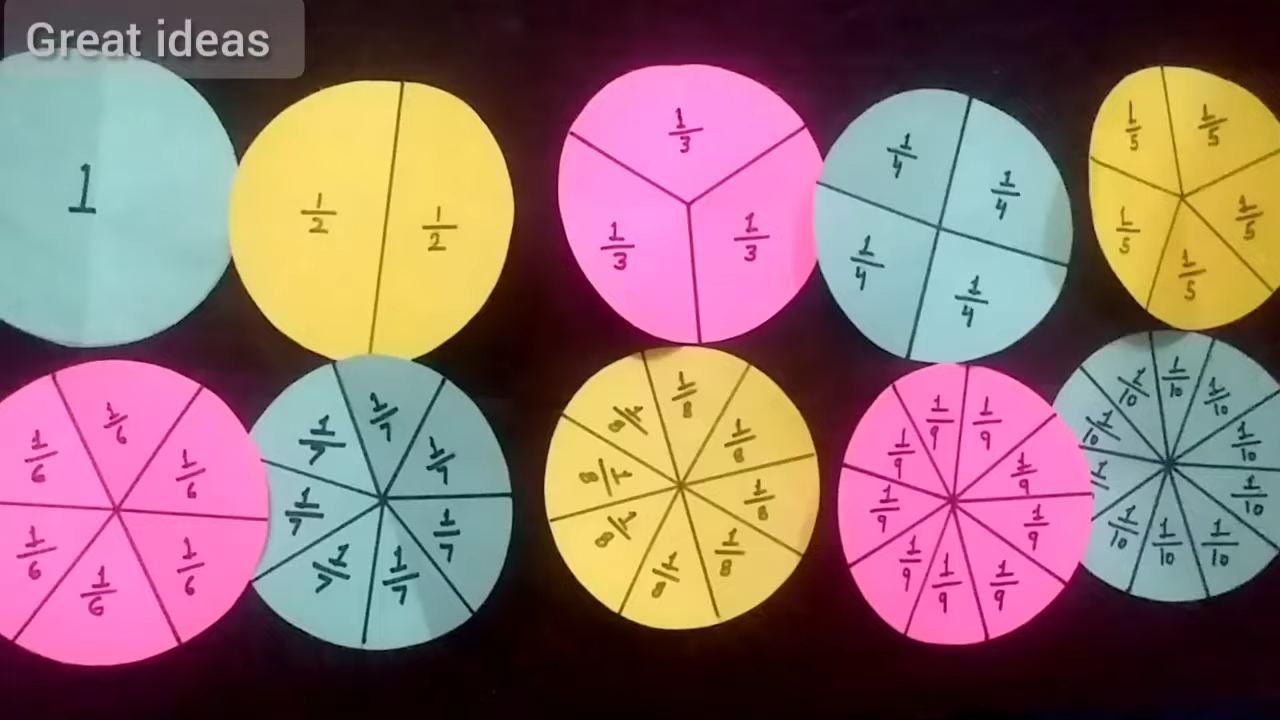 Great ideas
1
1/2 1/2
1/3 1/3 1/3
1/4 1/4 1/4 1/4
1/5 1/5 1/5 1/5 1/5
1/6 1/6 1/6 1/6 1/6 1/6
1/7 1/7 1/7 1/7 1/7 1/7 1/7
1/8 1/8 1/8 1/8 1/8 1/8 1/8 1/8
1/9 1/9 1/9 1/9 1/9 1/9 1/9 1/9 1/9
1/10 1/10 1/10 1/10 1/10 1/10 1/10 1/10 1/10